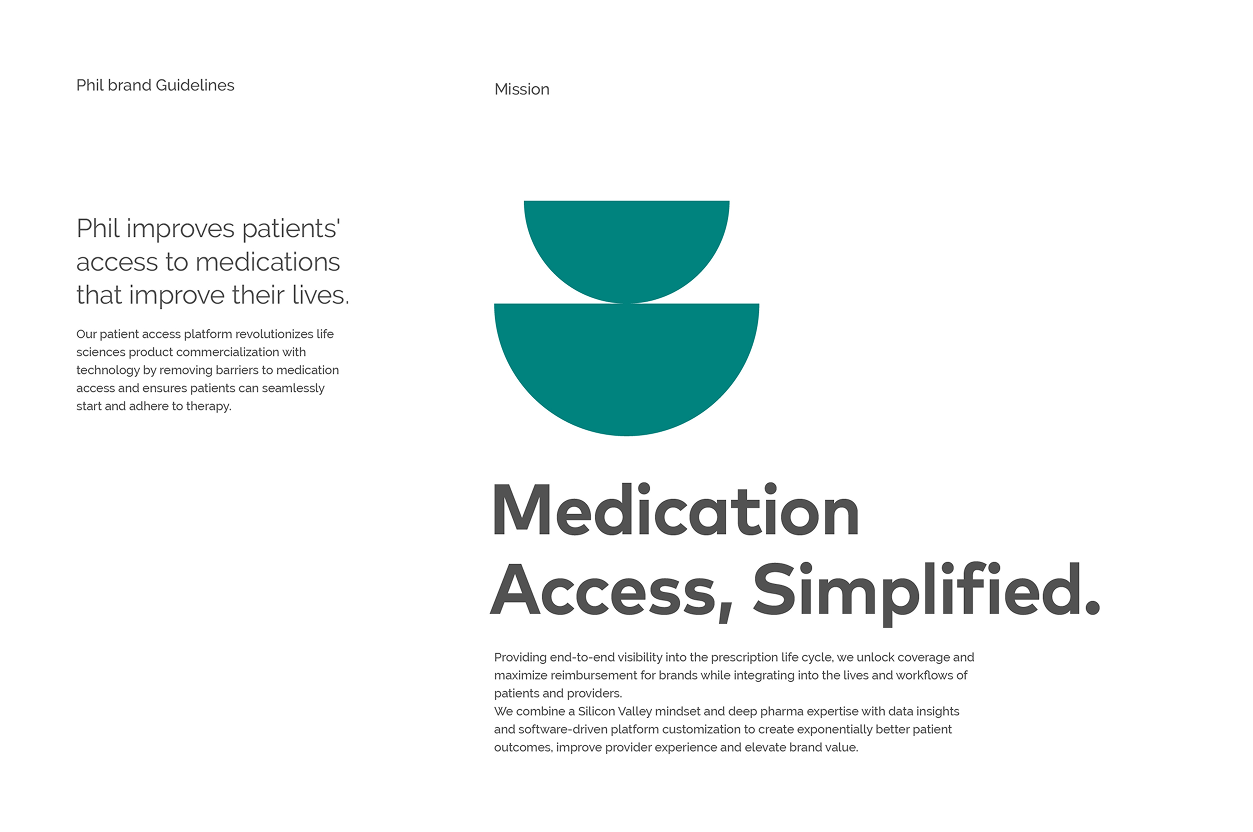 Phil brand Guidelines
Mission
Phil improves patients'
access to medications
that improve their lives.
Our patient access platform revolutionizes life
sciences product commercialization with
technology by removing barriers to medication
access and ensures patients can seamlessly
start and adhere to therapy.
Medication
Access, Simplified.
Providing end-to-end visibility into the prescription life cycle, we unlock coverage and
maximize reimbursement for brands while integrating into the lives and workflows of
patients and providers.
We combine a Silicon Valley mindset and deep pharma expertise with data insights
and software-driven platform customization to create exponentially better patient
outcomes, improve provider experience and elevate brand value.